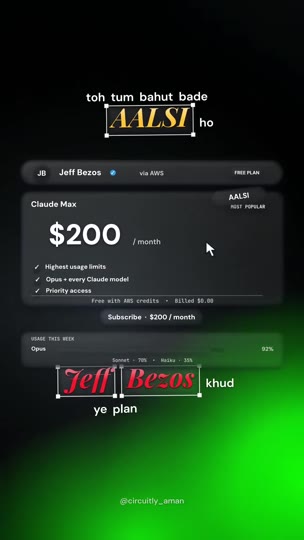 toh tum bahut bade
AALSI ho
JB Jeff Bezos via AWS FREE PLAN
AALSI
Claude Max
MOST POPULAR
$200 / month
✓ Highest usage limits
✓ Opus + every Claude model
✓ Priority access
Free with AWS credits • Billed $0.00
Subscribe · $200 / month
USAGE THIS WEEK
Opus 92%
Sonnet · 70% • Haiku · 35%
Jeff Bezos khud
ye plan
@circuitly_aman